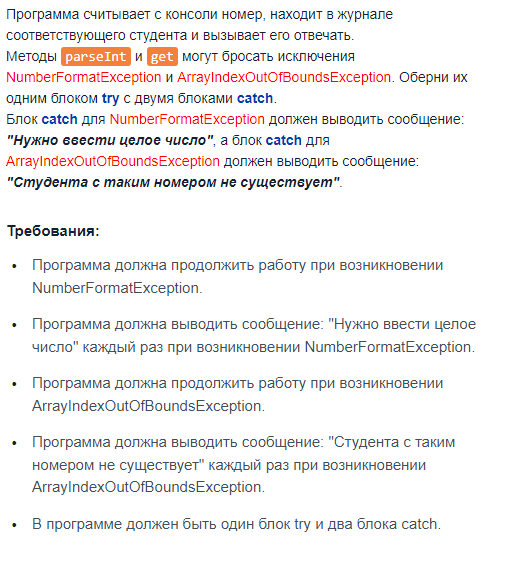 Программа считывает с консоли номер, находит в журнале
соответствующего студента и вызывает его отвечать.
Методы parseInt и get могут бросать исключения
NumberFormatException и ArrayIndexOutOfBoundsException. Оберни их
одним блоком try с двумя блоками catch.
Блок catch для NumberFormatException должен выводить сообщение:
"Нужно ввести целое число", а блок catch для
ArrayIndexOutOfBoundsException должен выводить сообщение:
"Студента с таким номером не существует".
Требования:
• Программа должна продолжить работу при возникновении
NumberFormatException.
• Программа должна выводить сообщение: "Нужно ввести целое
число" каждый раз при возникновении NumberFormatException.
• Программа должна продолжить работу при возникновении
ArrayIndexOutOfBoundsException.
• Программа должна выводить сообщение: "Студента с таким
номером не существует" каждый раз при возникновении
ArrayIndexOutOfBoundsException.
• В программе должен быть один блок try и два блока catch.